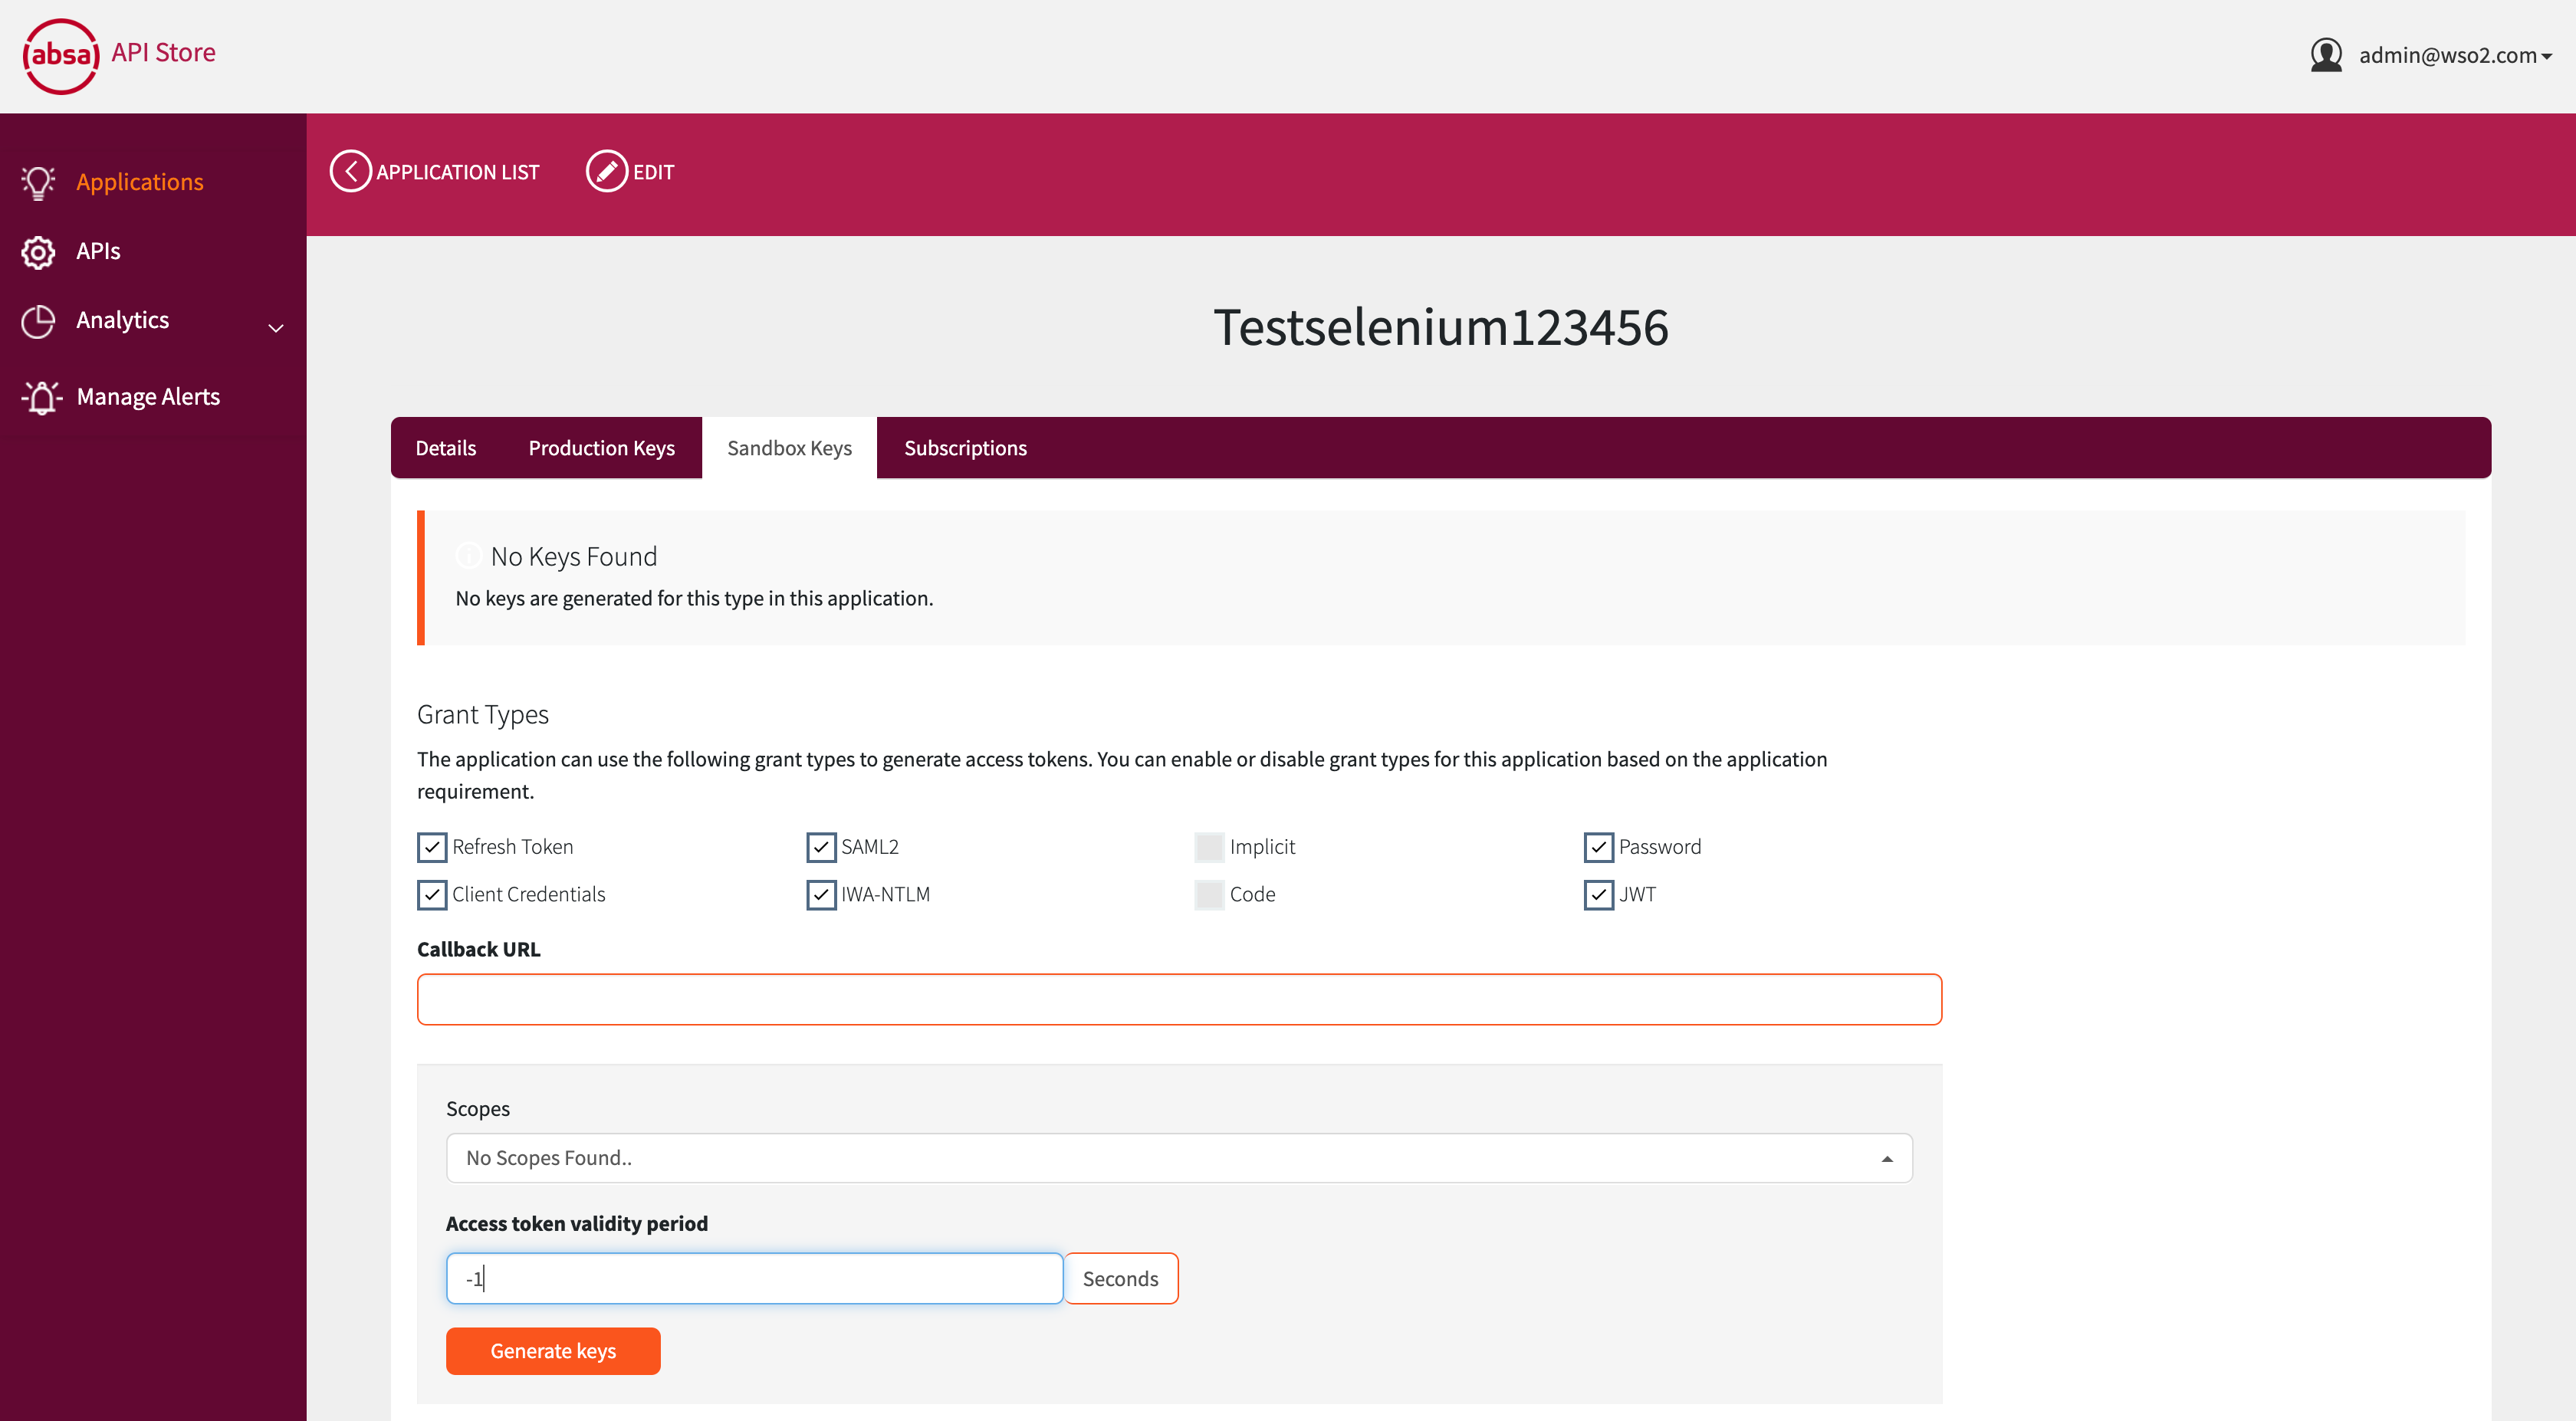 absa API Store
admin@wso2.com
Applications
APIs
Analytics
Manage Alerts
APPLICATION LIST EDIT
Testselenium123456
Details Production Keys Sandbox Keys Subscriptions
No Keys Found
No keys are generated for this type in this application.
Grant Types
The application can use the following grant types to generate access tokens. You can enable or disable grant types for this application based on the application
requirement.
Refresh Token SAML2 Implicit Password
Client Credentials IWA-NTLM Code JWT
Callback URL
Scopes
No Scopes Found..
Access token validity period
-1 Seconds
Generate keys